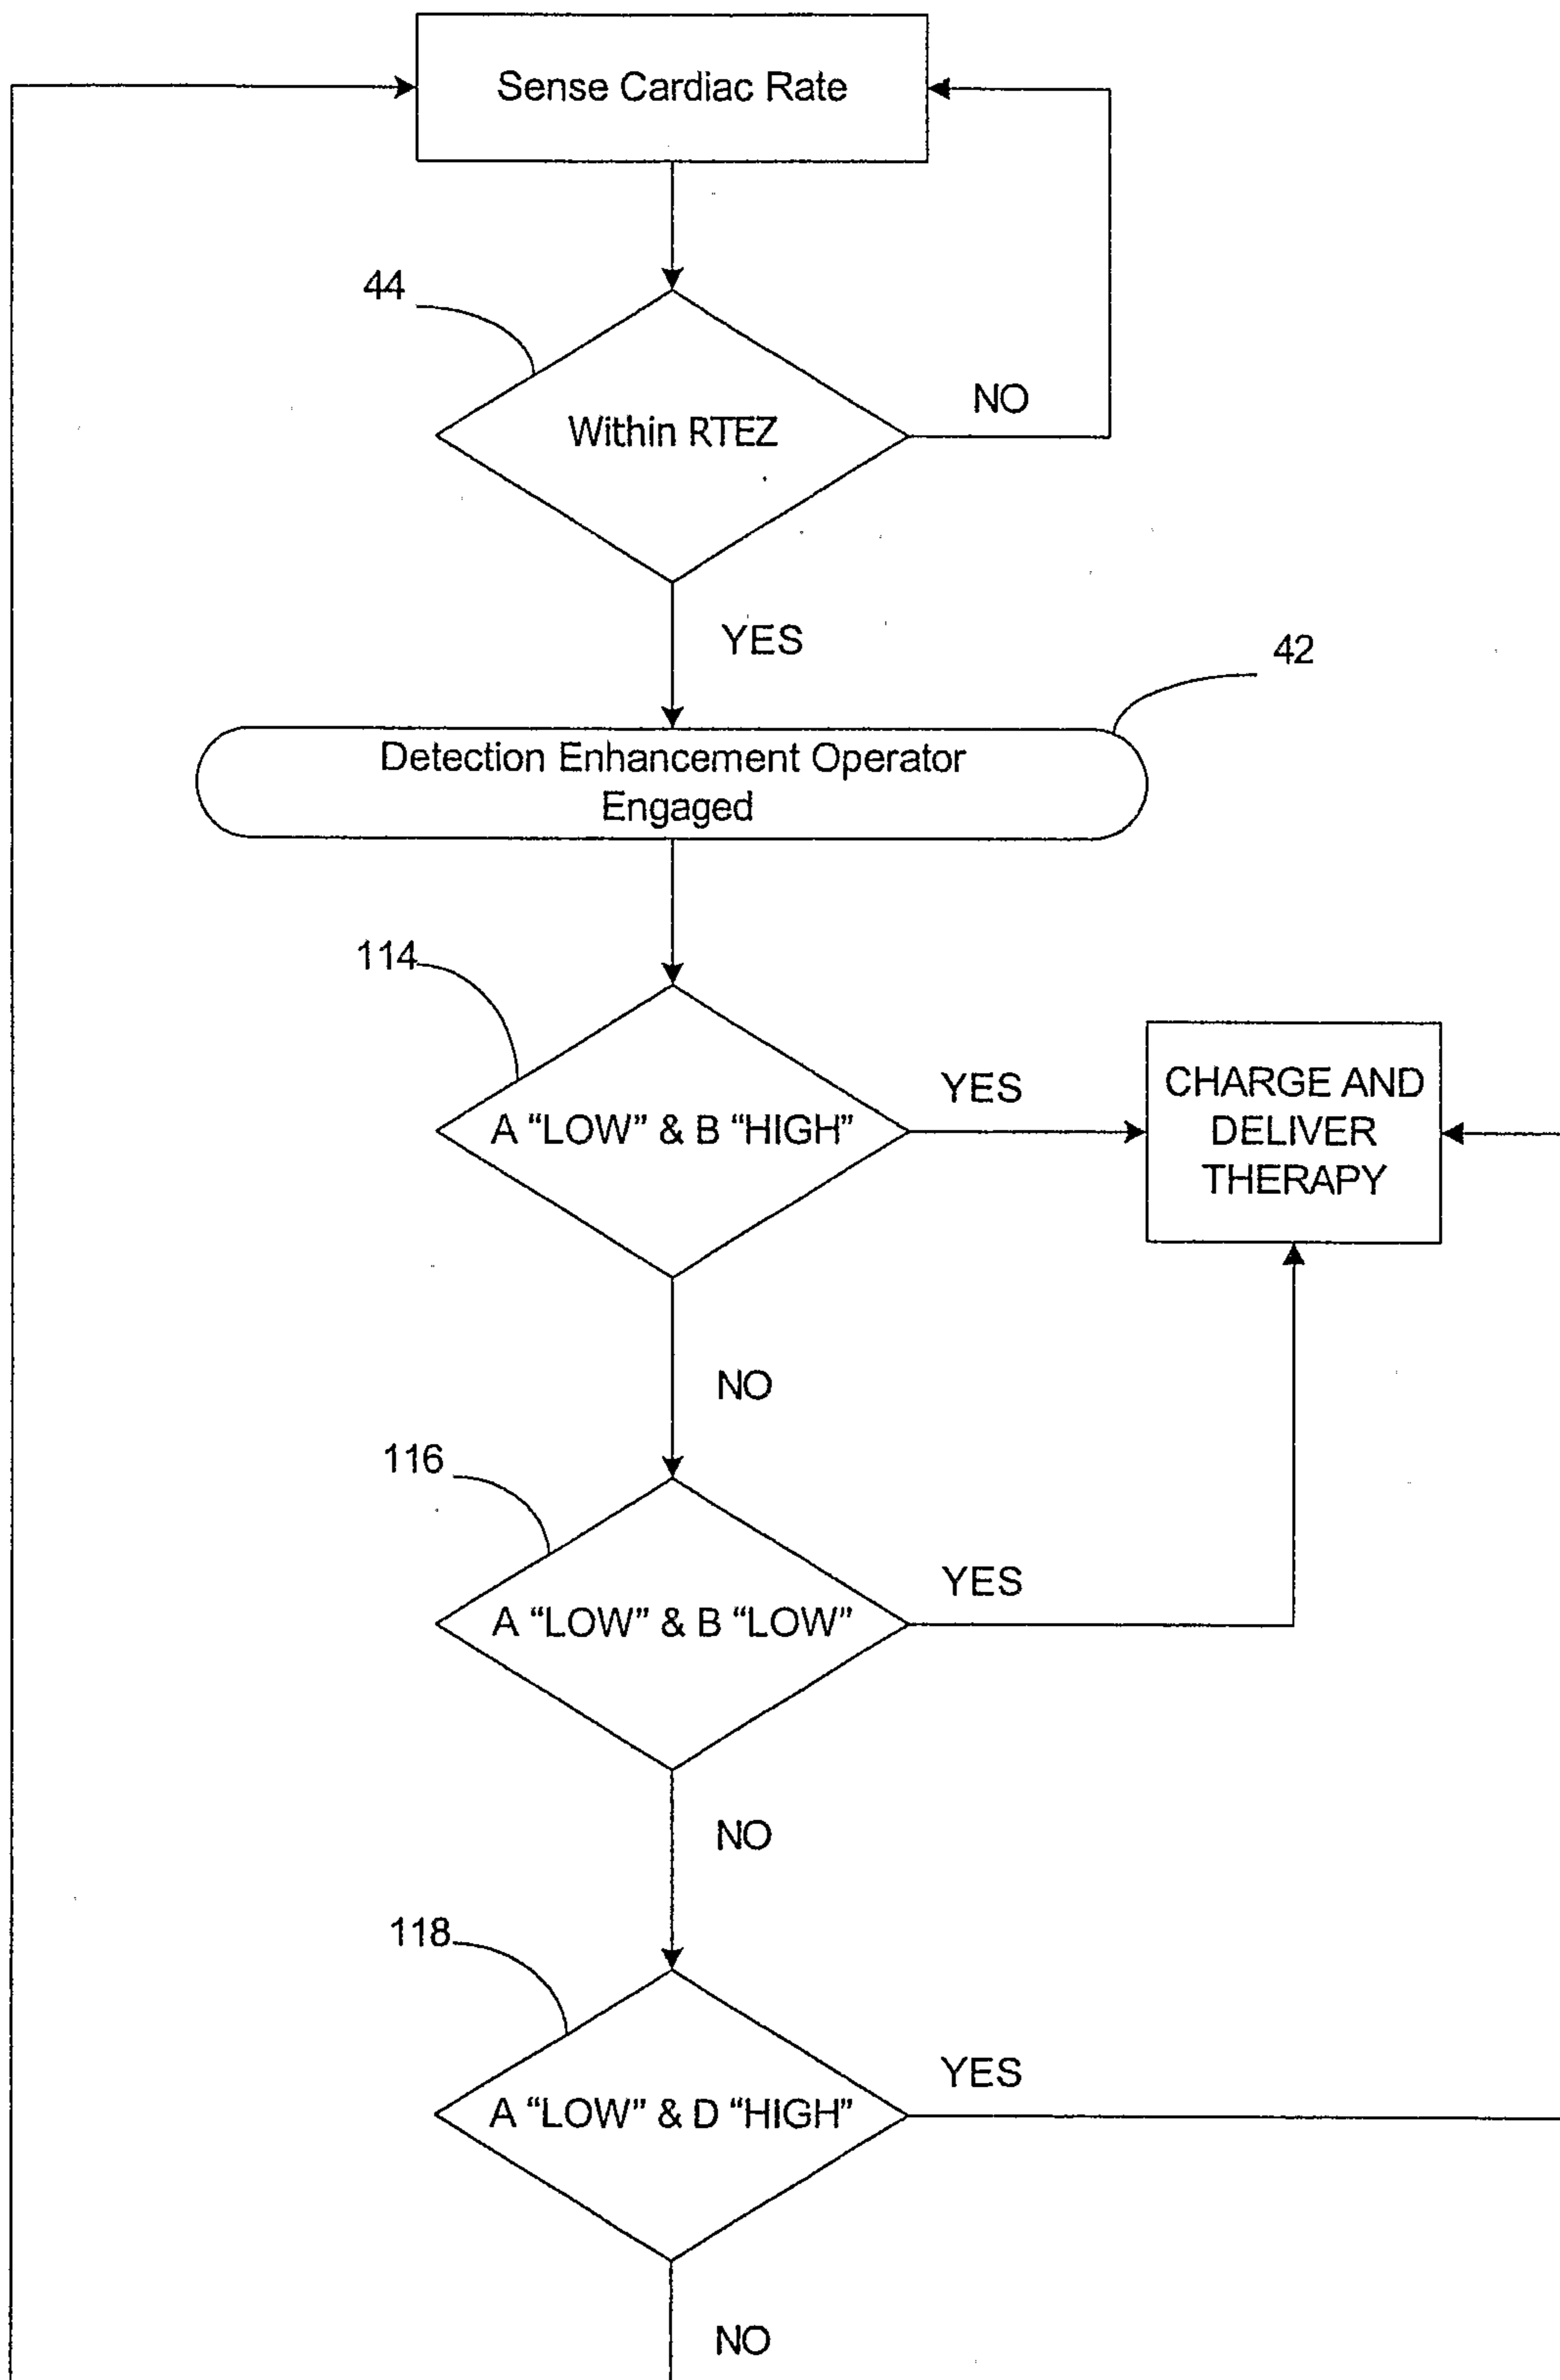 Sense Cardiac Rate
44
Within RTEZ
NO
YES
42
Detection Enhancement Operator
Engaged
114
A “LOW” & B “HIGH”
YES
CHARGE AND
DELIVER
THERAPY
NO
116
A “LOW” & B “LOW”
YES
NO
118
A “LOW” & D “HIGH”
YES
NO